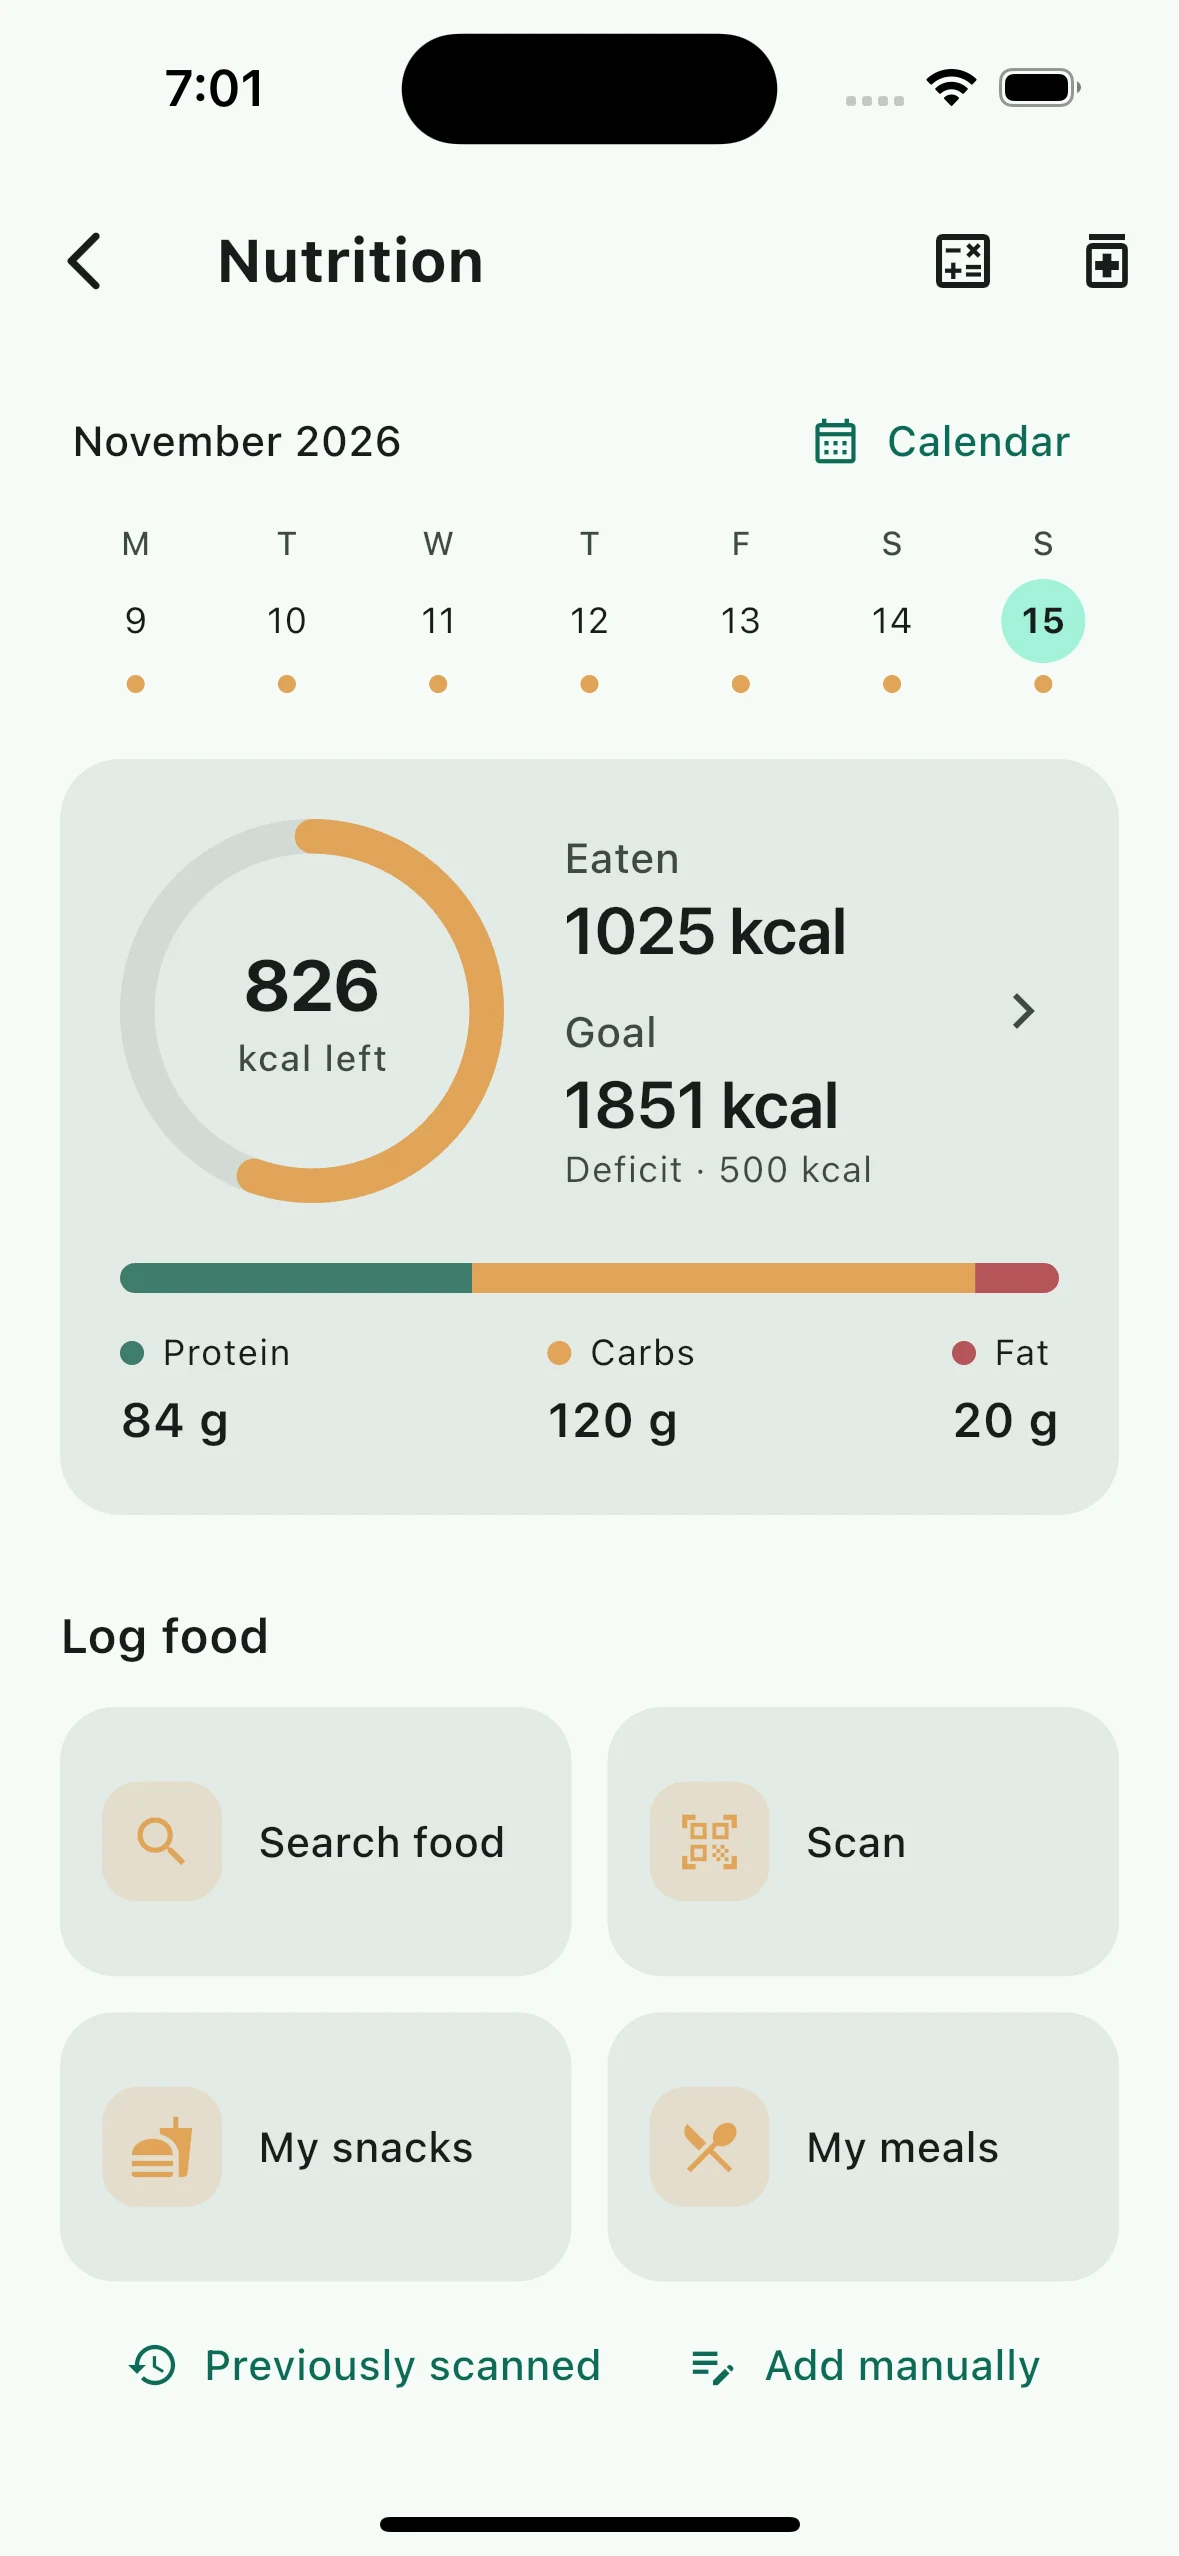 7:01
Nutrition
November 2026
Calendar
M T W T F S S
9 10 11 12 13 14 15
826
kcal left
Eaten
1025 kcal
Goal
1851 kcal
Deficit · 500 kcal
Protein
84 g
Carbs
120 g
Fat
20 g
Log food
Search food
Scan
My snacks
My meals
Previously scanned
Add manually